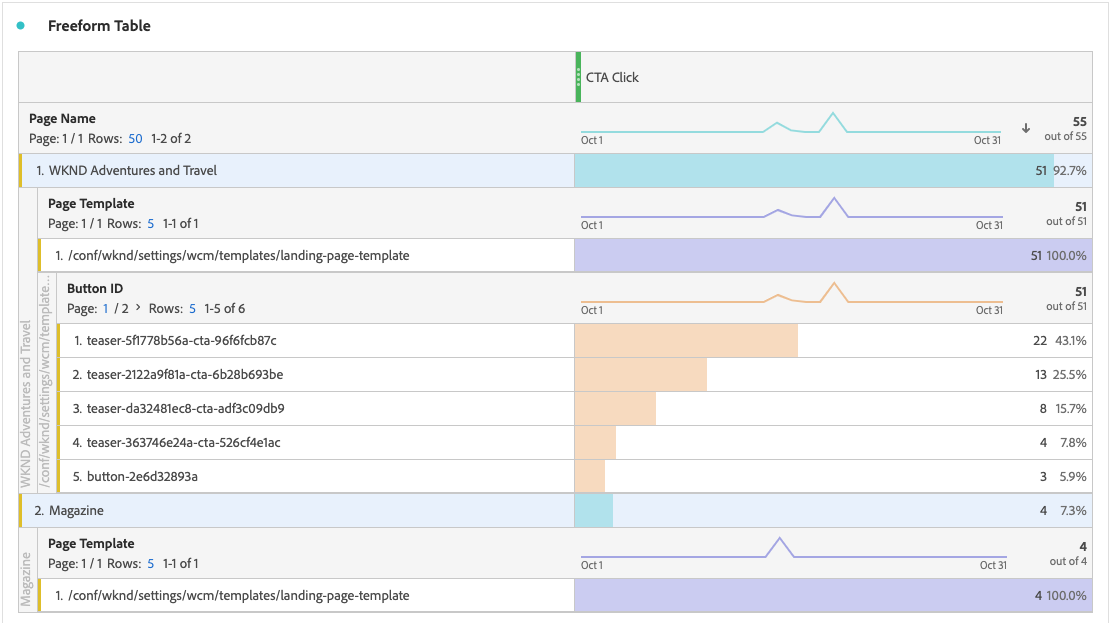 Freeform Table
CTA Click
Page Name
Page: 1 / 1 Rows: 50 1-2 of 2
Oct 1
Oct 31
55
out of 55
1. WKND Adventures and Travel
51 92.7%
Page Template
Page: 1 / 1 Rows: 5 1-1 of 1
Oct 1
Oct 31
51
out of 51
1. /conf/wknd/settings/wcm/templates/landing-page-template
51 100.0%
Button ID
Page: 1 / 2 > Rows: 5 1-5 of 6
Oct 1
Oct 31
51
out of 51
1. teaser-5f1778b56a-cta-96f6fcb87c
22 43.1%
2. teaser-2122a9f81a-cta-6b28b693be
13 25.5%
3. teaser-da32481ec8-cta-adf3c09db9
8 15.7%
4. teaser-363746e24a-cta-526cf4e1ac
4 7.8%
5. button-2e6d32893a
3 5.9%
WKND Adventures and Travel
/conf/wknd/settings/wcm/template...
2. Magazine
4 7.3%
Page Template
Page: 1 / 1 Rows: 5 1-1 of 1
Oct 1
Oct 31
4
out of 4
1. /conf/wknd/settings/wcm/templates/landing-page-template
4 100.0%
Magazine